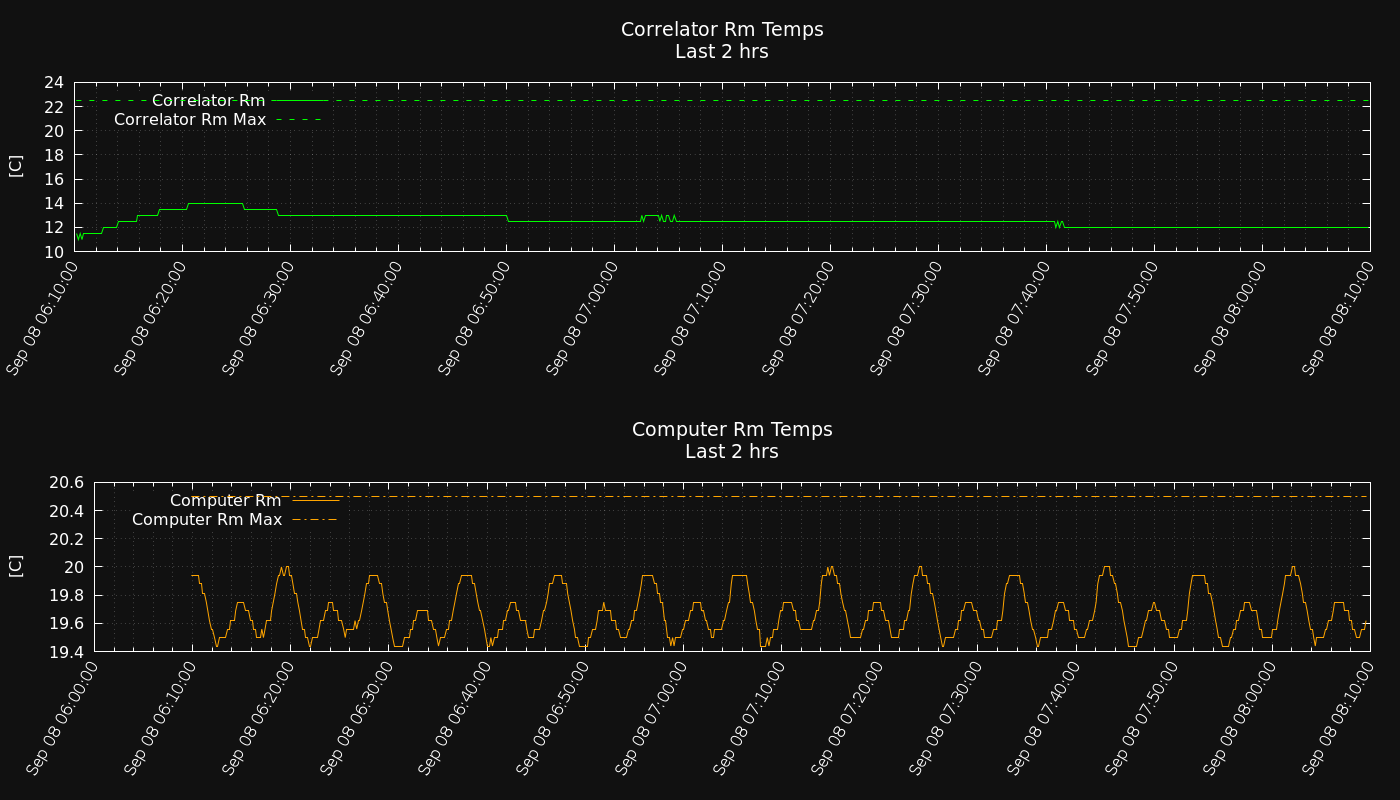 Correlator Rm Temps
Last 2 hrs
24
22
20
18
16
14
12
10
[C]
Correlator Rm
Correlator Rm Max
Sep 08 06:10:00
Sep 08 06:20:00
Sep 08 06:30:00
Sep 08 06:40:00
Sep 08 06:50:00
Sep 08 07:00:00
Sep 08 07:10:00
Sep 08 07:20:00
Sep 08 07:30:00
Sep 08 07:40:00
Sep 08 07:50:00
Sep 08 08:00:00
Sep 08 08:10:00
Computer Rm Temps
Last 2 hrs
20.6
20.4
20.2
20
19.8
19.6
19.4
[C]
Computer Rm
Computer Rm Max
Sep 08 06:00:00
Sep 08 06:10:00
Sep 08 06:20:00
Sep 08 06:30:00
Sep 08 06:40:00
Sep 08 06:50:00
Sep 08 07:00:00
Sep 08 07:10:00
Sep 08 07:20:00
Sep 08 07:30:00
Sep 08 07:40:00
Sep 08 07:50:00
Sep 08 08:00:00
Sep 08 08:10:00